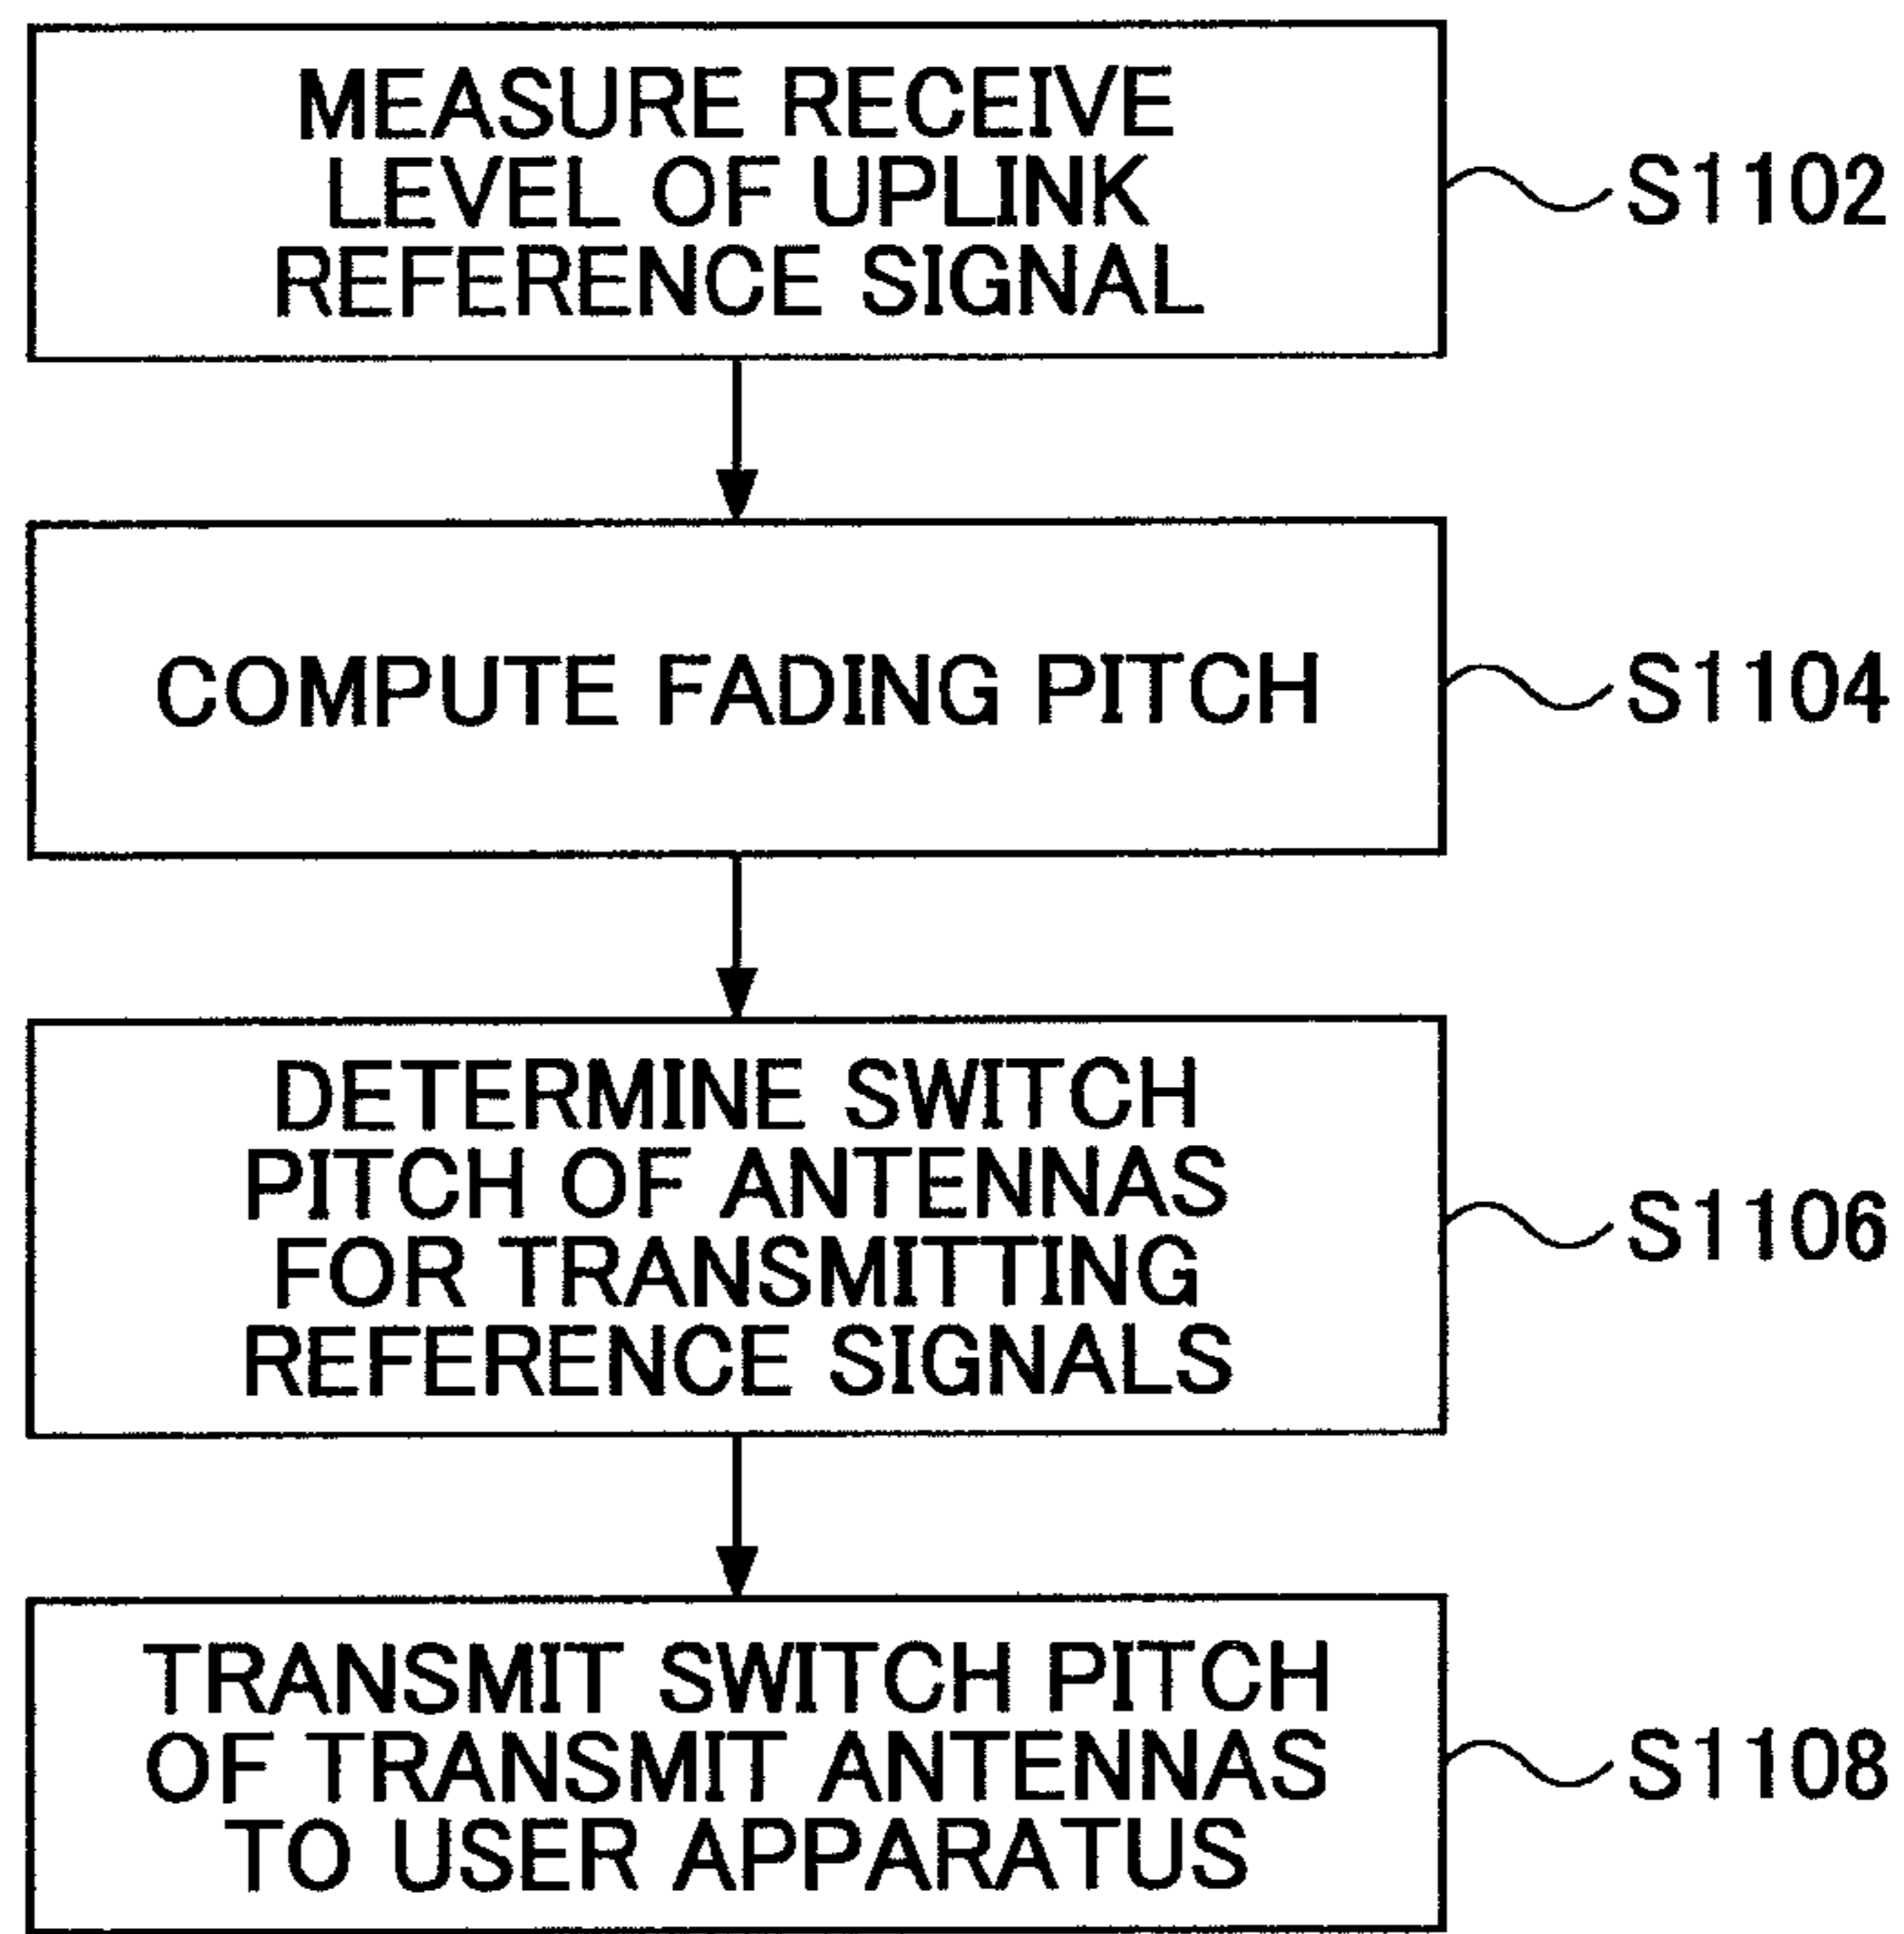 MEASURE RECEIVE
LEVEL OF UPLINK
REFERENCE SIGNAL
S1102
COMPUTE FADING PITCH
S1104
DETERMINE SWITCH
PITCH OF ANTENNAS
FOR TRANSMITTING
REFERENCE SIGNALS
S1106
TRANSMIT SWITCH PITCH
OF TRANSMIT ANTENNAS
TO USER APPARATUS
S1108